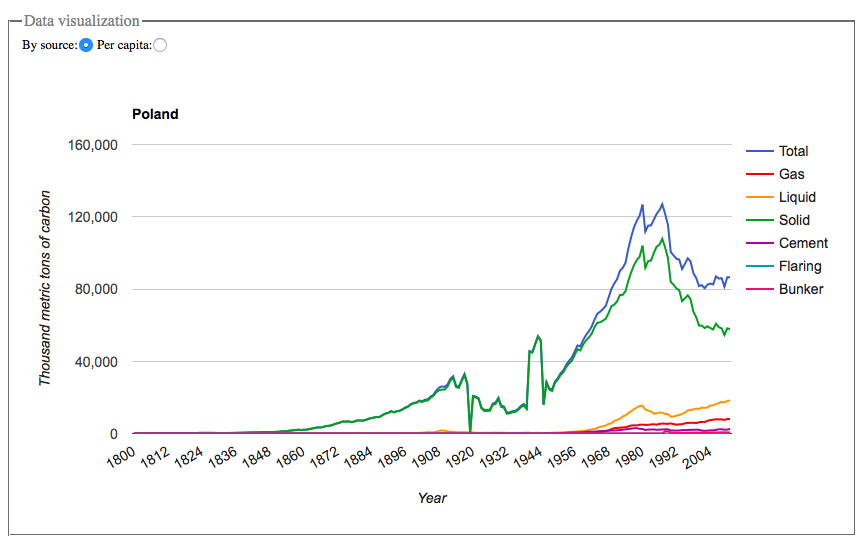 Data visualization
By source: Per capita:
Poland
160,000
120,000
80,000
40,000
0
Thousand metric tons of carbon
1800 1812 1824 1836 1848 1860 1872 1884 1896 1908 1920 1932 1944 1956 1968 1980 1992 2004
Year
Total
Gas
Liquid
Solid
Cement
Flaring
Bunker